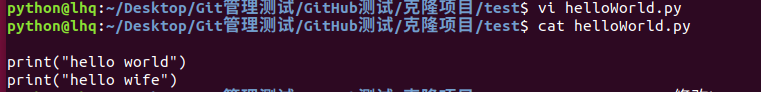 python@lhq:~/Desktop/Git管理测试/GitHub测试/克隆项目/test$ vi helloWorld.py
python@lhq:~/Desktop/Git管理测试/GitHub测试/克隆项目/test$ cat helloWorld.py
print("hello world")
print("hello wife")